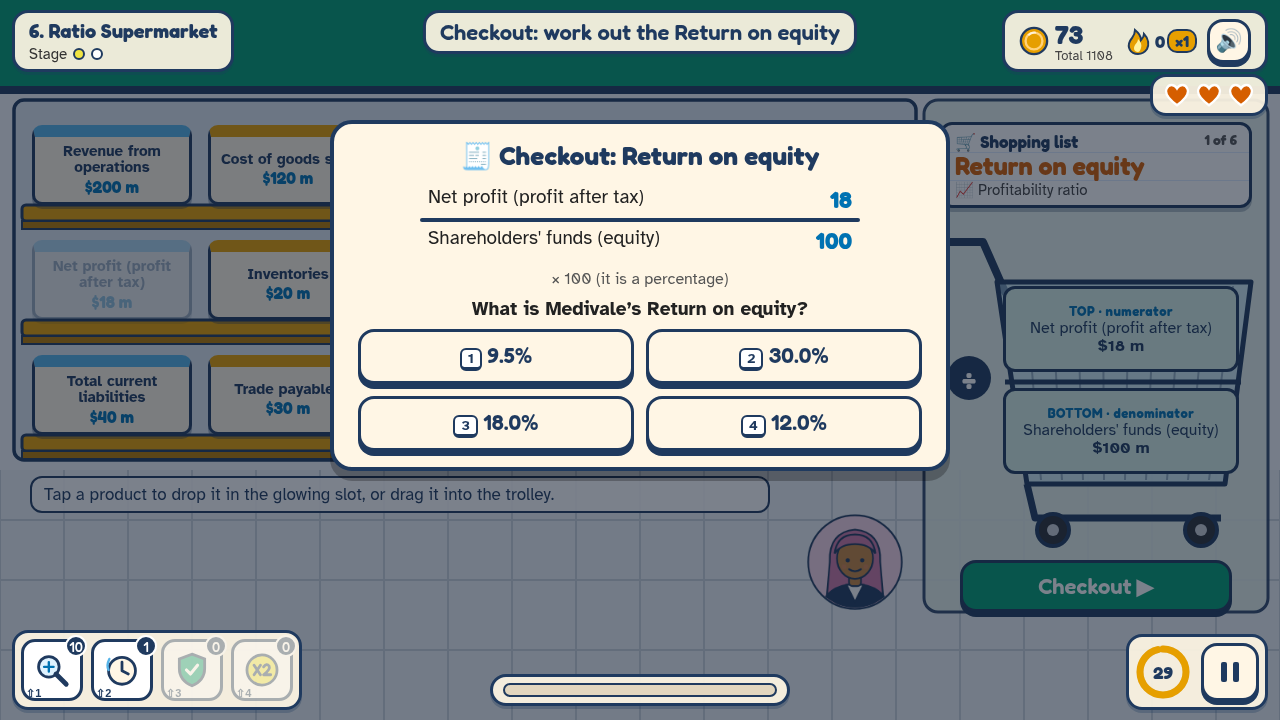 6. Ratio Supermarket
Stage
Checkout: work out the Return on equity
73
Total 1108
0 x1
Revenue from operations
$200 m
Cost of goods s
$120 m
Net profit (profit after tax)
$18 m
Inventories
$20 m
Total current liabilities
$40 m
Trade payable
$30 m
Checkout: Return on equity
Net profit (profit after tax) 18
Shareholders' funds (equity) 100
× 100 (it is a percentage)
What is Medivale's Return on equity?
1 9.5%
2 30.0%
3 18.0%
4 12.0%
Shopping list 1 of 6
Return on equity
Profitability ratio
TOP · numerator
Net profit (profit after tax)
$18 m
÷
BOTTOM · denominator
Shareholders' funds (equity)
$100 m
Checkout ▶
Tap a product to drop it in the glowing slot, or drag it into the trolley.
10
⇧1
1
⇧2
0
⇧3
0
X2
⇧4
29